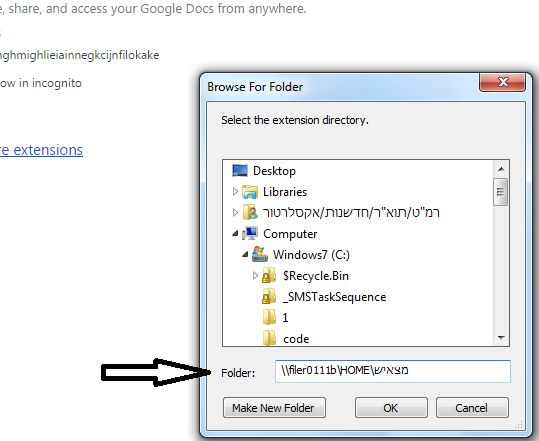 e, share, and access your Google Docs from anywhere.
s
nghmighlieiainnegkcijnfilokake
ow in incognito
re extensions
Browse For Folder
Select the extension directory.
Desktop
Libraries
רמ"ט/תוא"ר/חדשנות/אקסלרטור
Computer
Windows7 (C:)
$Recycle.Bin
_SMSTaskSequence
1
code
Folder:
\\filer0111b\HOME\מצאיש
Make New Folder
OK
Cancel